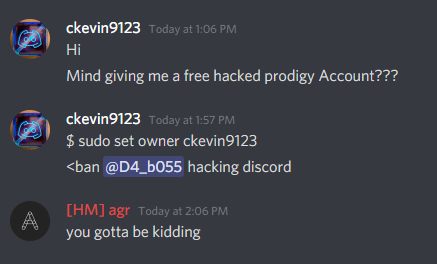 ckevin9123 Today at 1:06 PM
Hi
Mind giving me a free hacked prodigy Account???
ckevin9123 Today at 1:57 PM
$ sudo set owner ckevin9123
<ban @D4_b055 hacking discord
[HM] agr Today at 2:06 PM
you gotta be kidding